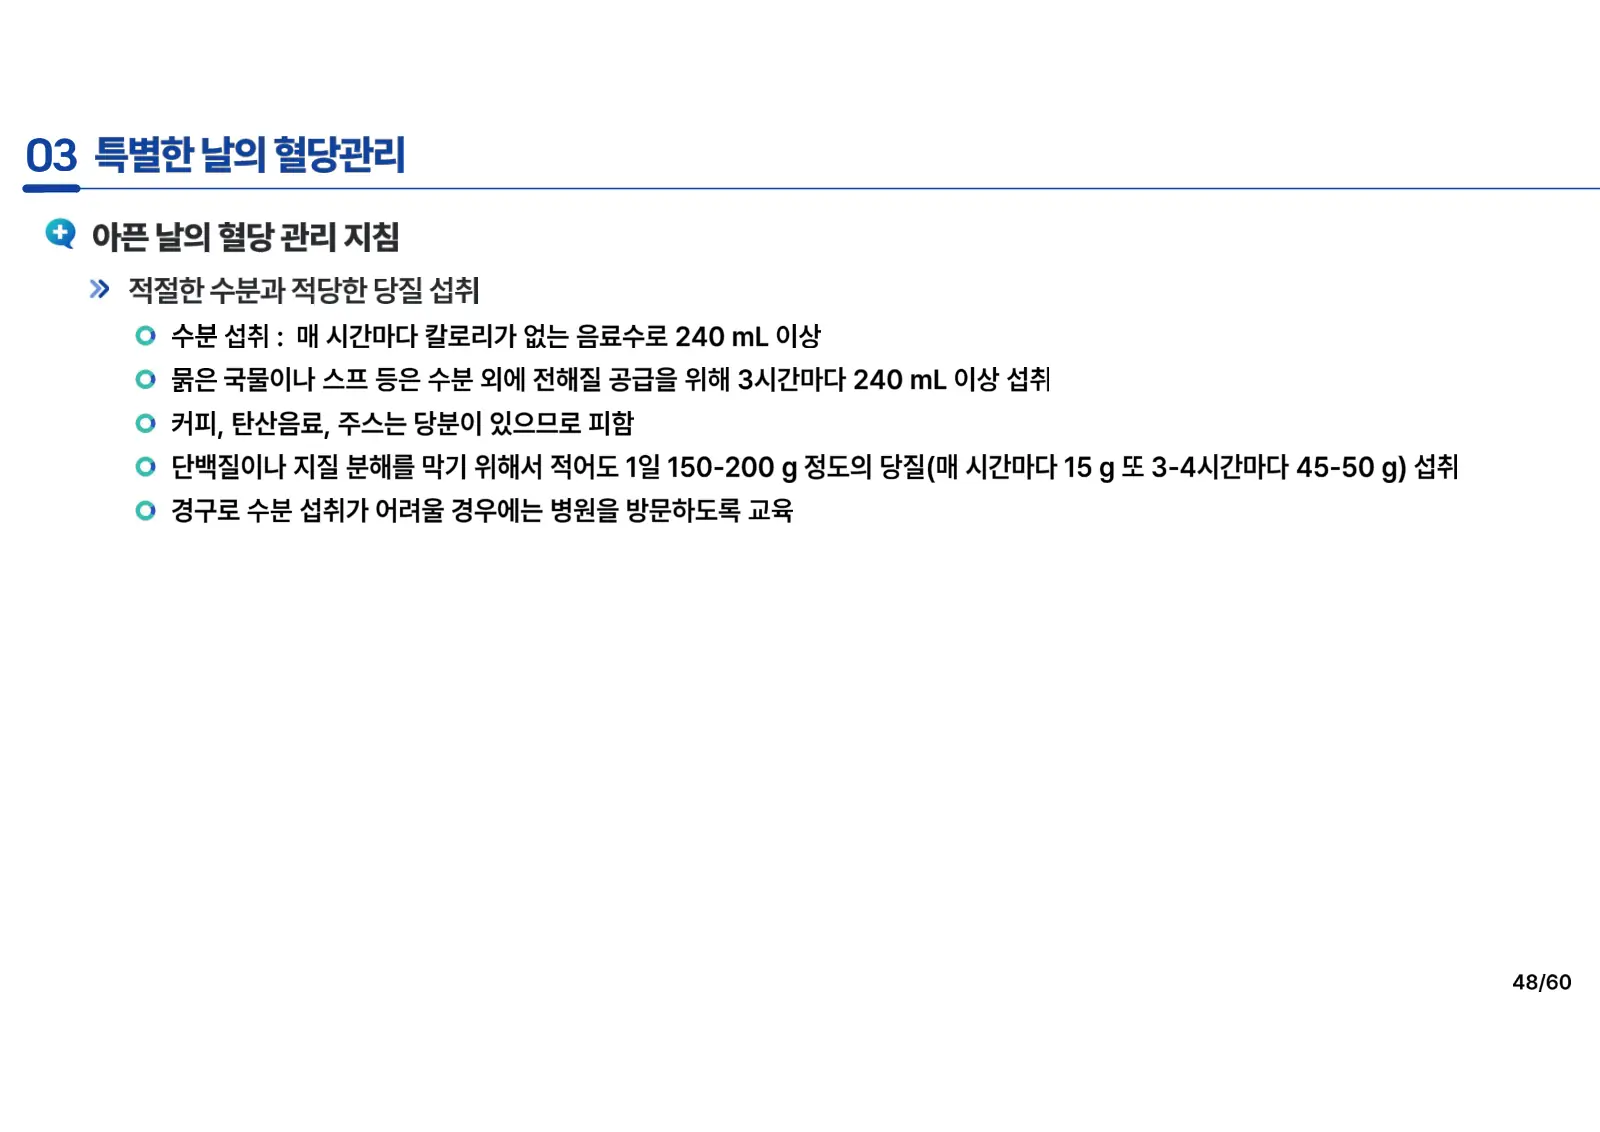 03 특별한 날의 혈당관리
아픈 날의 혈당 관리 지침
적절한 수분과 적당한 당질 섭취
수분 섭취 : 매 시간마다 칼로리가 없는 음료수로 240 mL 이상
묽은 국물이나 스프 등은 수분 외에 전해질 공급을 위해 3시간마다 240 mL 이상 섭취
커피, 탄산음료, 주스는 당분이 있으므로 피함
단백질이나 지질 분해를 막기 위해서 적어도 1일 150-200 g 정도의 당질(매 시간마다 15 g 또 3-4시간마다 45-50 g) 섭취
경구로 수분 섭취가 어려울 경우에는 병원을 방문하도록 교육
48/60